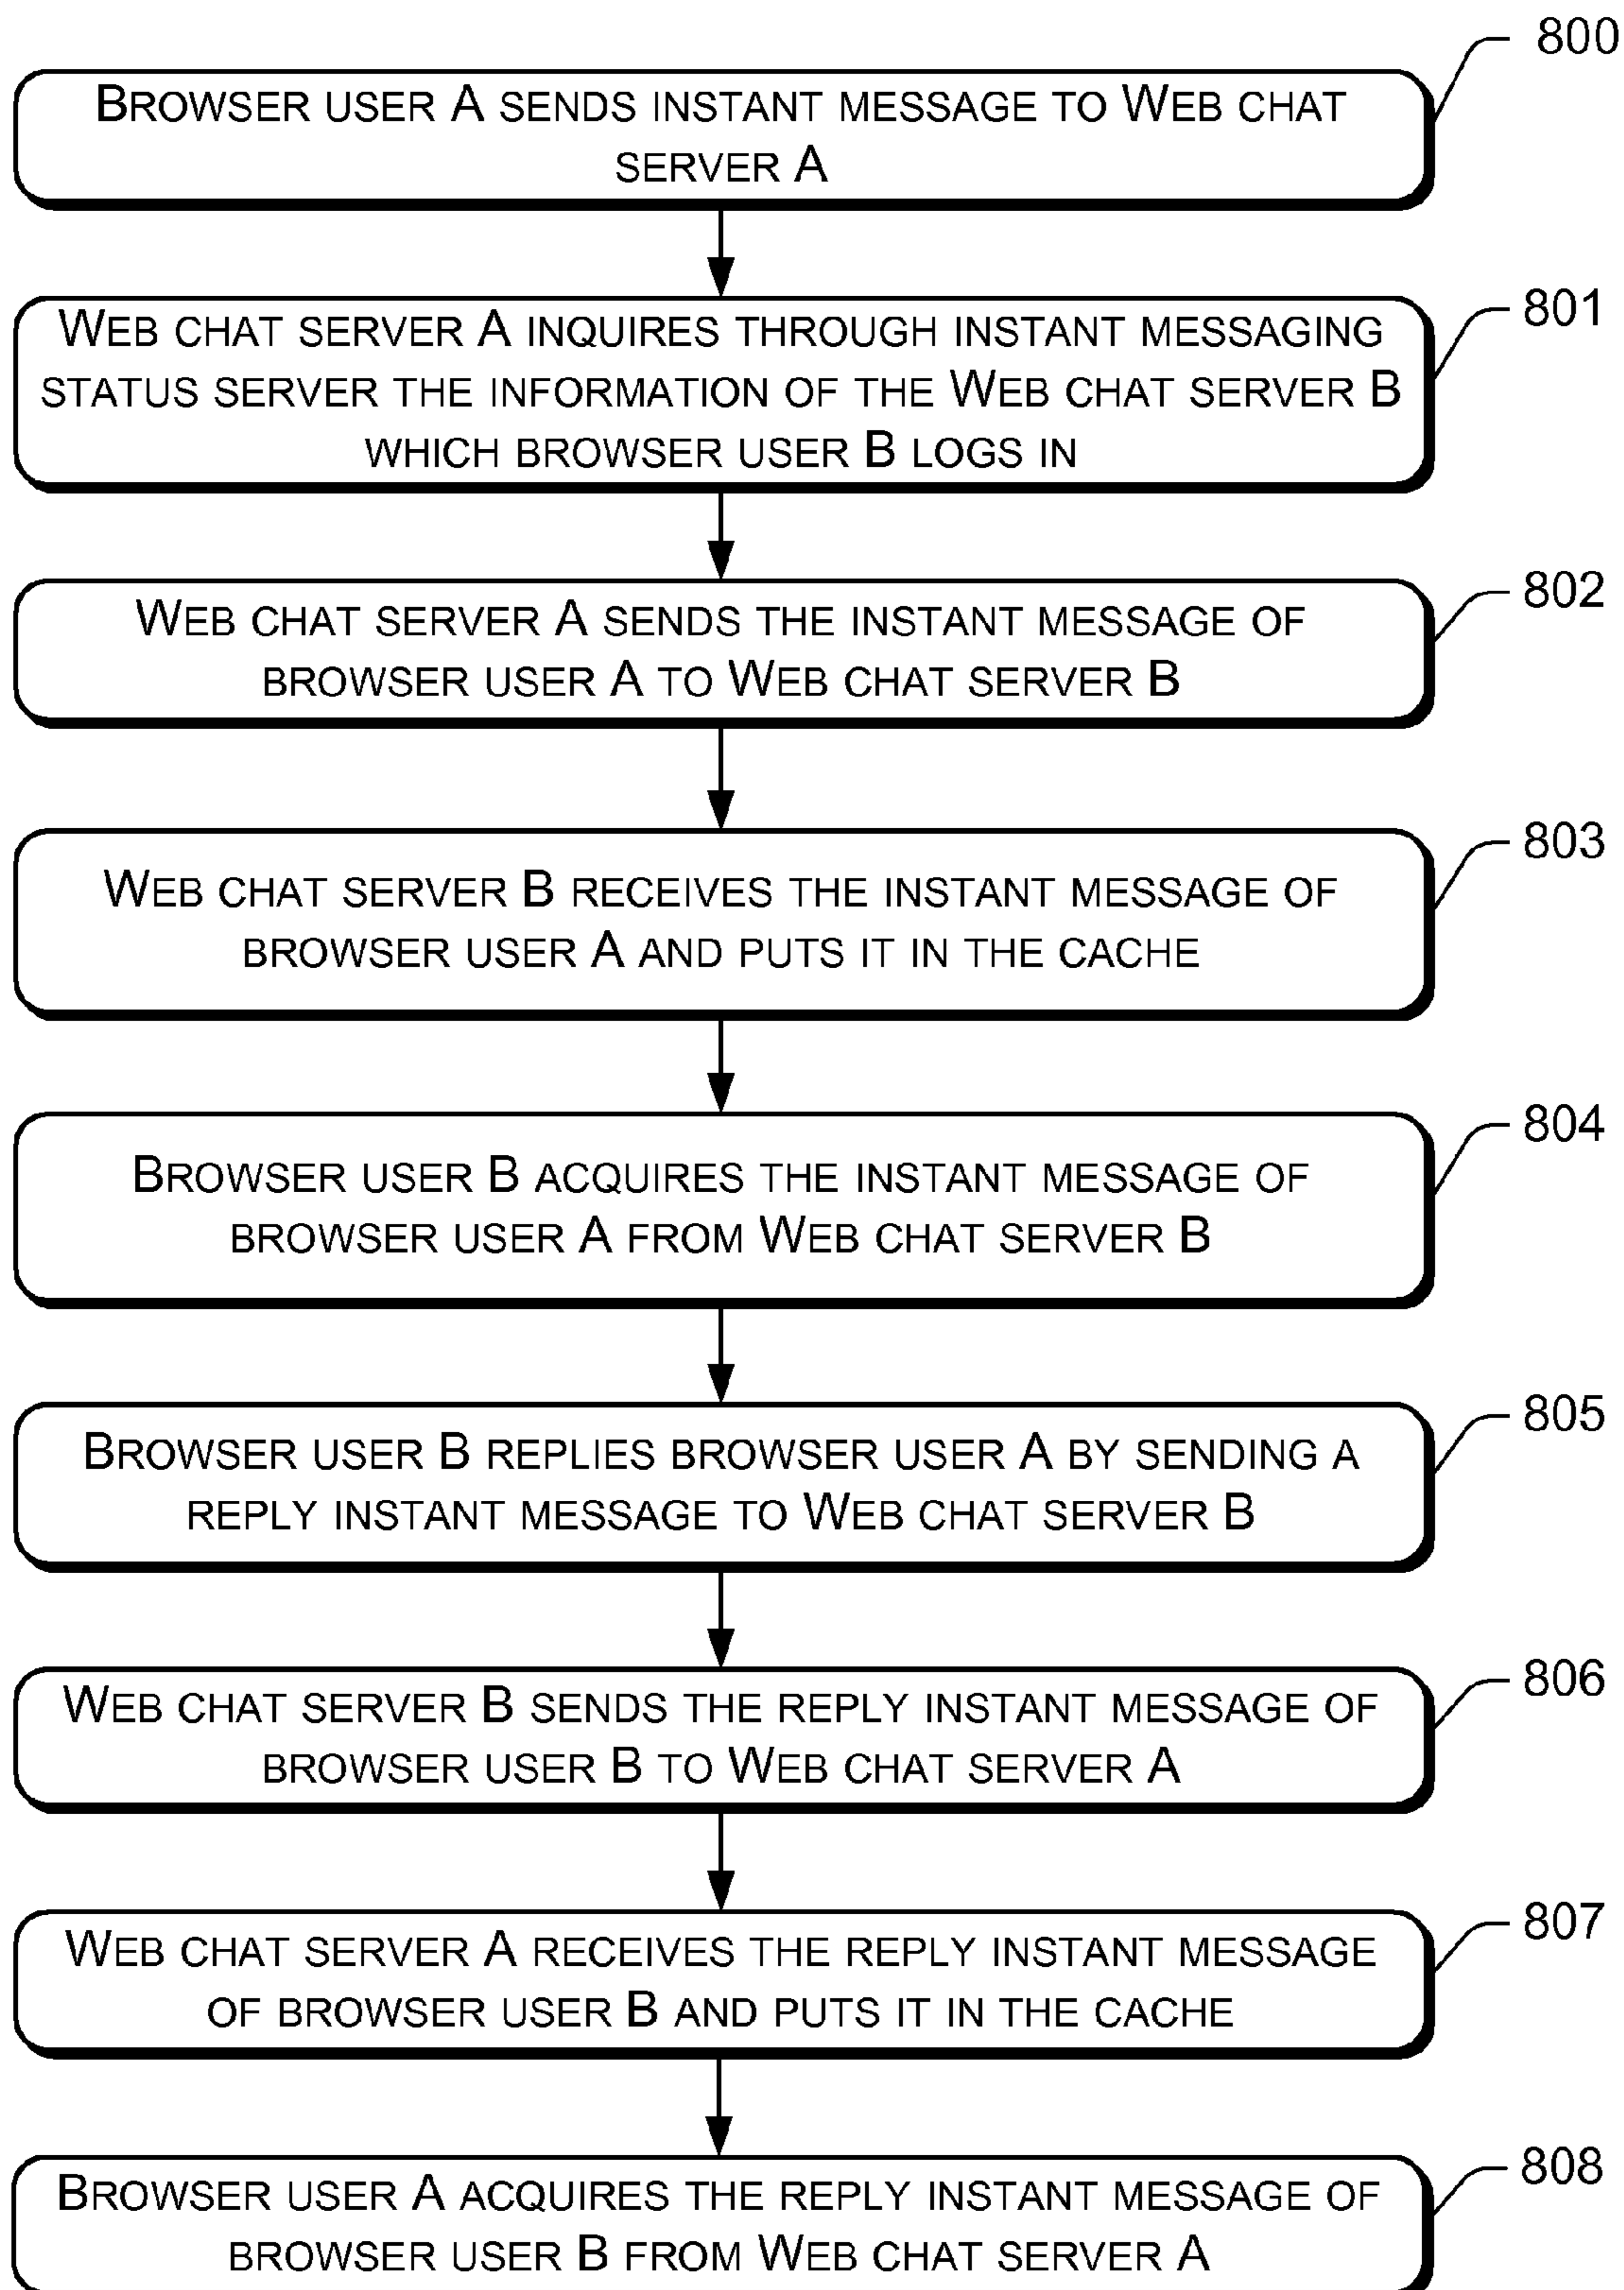 800
BROWSER USER A SENDS INSTANT MESSAGE TO WEB CHAT
SERVER A
801
WEB CHAT SERVER A INQUIRES THROUGH INSTANT MESSAGING
STATUS SERVER THE INFORMATION OF THE WEB CHAT SERVER B
WHICH BROWSER USER B LOGS IN
802
WEB CHAT SERVER A SENDS THE INSTANT MESSAGE OF
BROWSER USER A TO WEB CHAT SERVER B
803
WEB CHAT SERVER B RECEIVES THE INSTANT MESSAGE OF
BROWSER USER A AND PUTS IT IN THE CACHE
804
BROWSER USER B ACQUIRES THE INSTANT MESSAGE OF
BROWSER USER A FROM WEB CHAT SERVER B
805
BROWSER USER B REPLIES BROWSER USER A BY SENDING A
REPLY INSTANT MESSAGE TO WEB CHAT SERVER B
806
WEB CHAT SERVER B SENDS THE REPLY INSTANT MESSAGE OF
BROWSER USER B TO WEB CHAT SERVER A
807
WEB CHAT SERVER A RECEIVES THE REPLY INSTANT MESSAGE
OF BROWSER USER B AND PUTS IT IN THE CACHE
808
BROWSER USER A ACQUIRES THE REPLY INSTANT MESSAGE OF
BROWSER USER B FROM WEB CHAT SERVER A